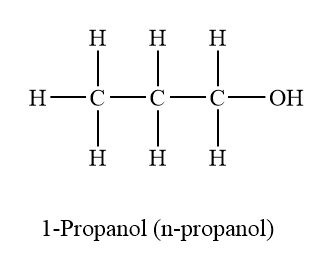 H H H
H C C C OH
H H H
1-Propanol (n-propanol)